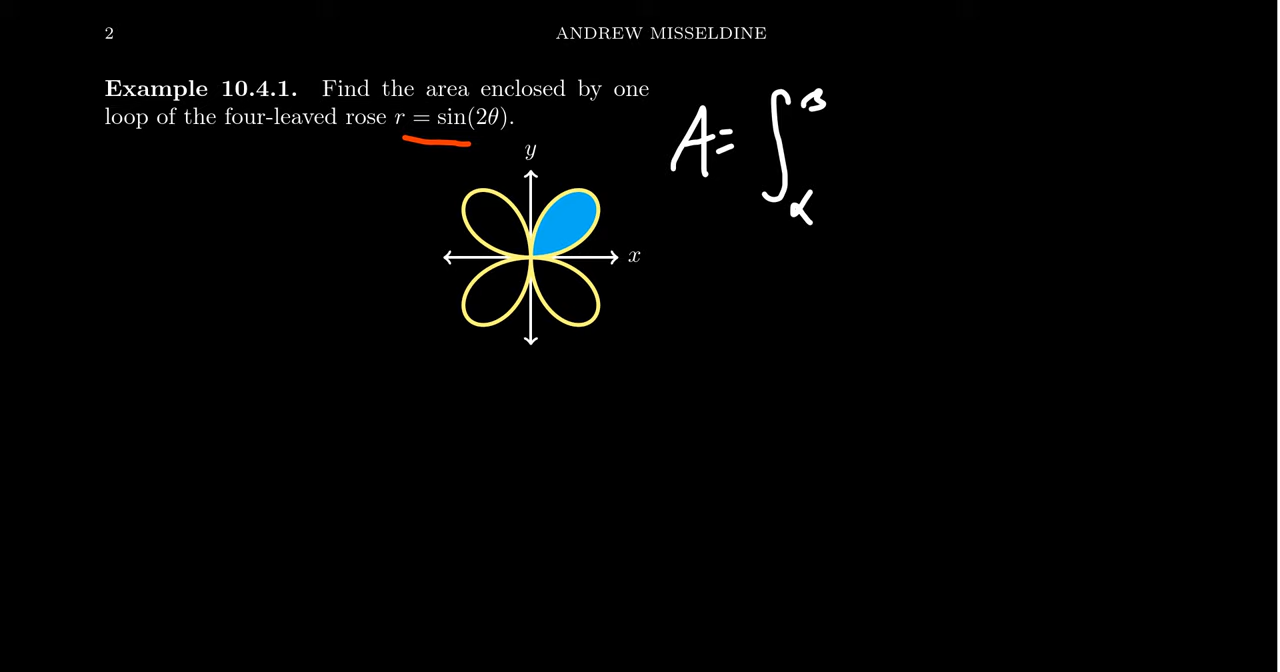 2
ANDREW MISSELDINE
Example 10.4.1. Find the area enclosed by one
loop of the four-leaved rose r = sin(2θ).
A = ∫_α^β
y
x